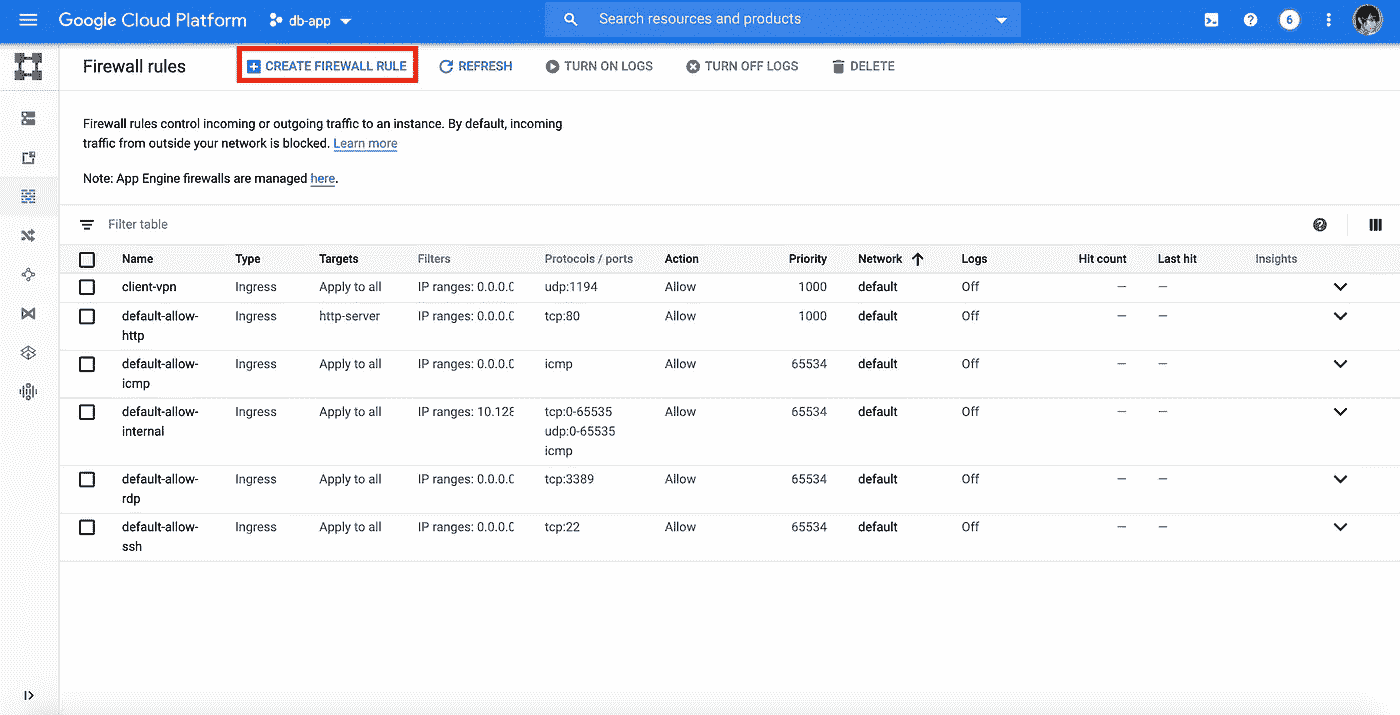 Google Cloud Platform db-app Search resources and products 6
Firewall rules CREATE FIREWALL RULE REFRESH TURN ON LOGS TURN OFF LOGS DELETE
Firewall rules control incoming or outgoing traffic to an instance. By default, incoming
traffic from outside your network is blocked. Learn more
Note: App Engine firewalls are managed here.
Filter table
Name Type Targets Filters Protocols / ports Action Priority Network Logs Hit count Last hit Insights
client-vpn Ingress Apply to all IP ranges: 0.0.0.0 udp:1194 Allow 1000 default Off — —
default-allow- Ingress http-server IP ranges: 0.0.0.0 tcp:80 Allow 1000 default Off — —
http
default-allow- Ingress Apply to all IP ranges: 0.0.0.0 icmp Allow 65534 default Off — —
icmp
default-allow- Ingress Apply to all IP ranges: 10.128 tcp:0-65535 Allow 65534 default Off — —
internal udp:0-65535
icmp
default-allow- Ingress Apply to all IP ranges: 0.0.0.0 tcp:3389 Allow 65534 default Off — —
rdp
default-allow- Ingress Apply to all IP ranges: 0.0.0.0 tcp:22 Allow 65534 default Off — —
ssh